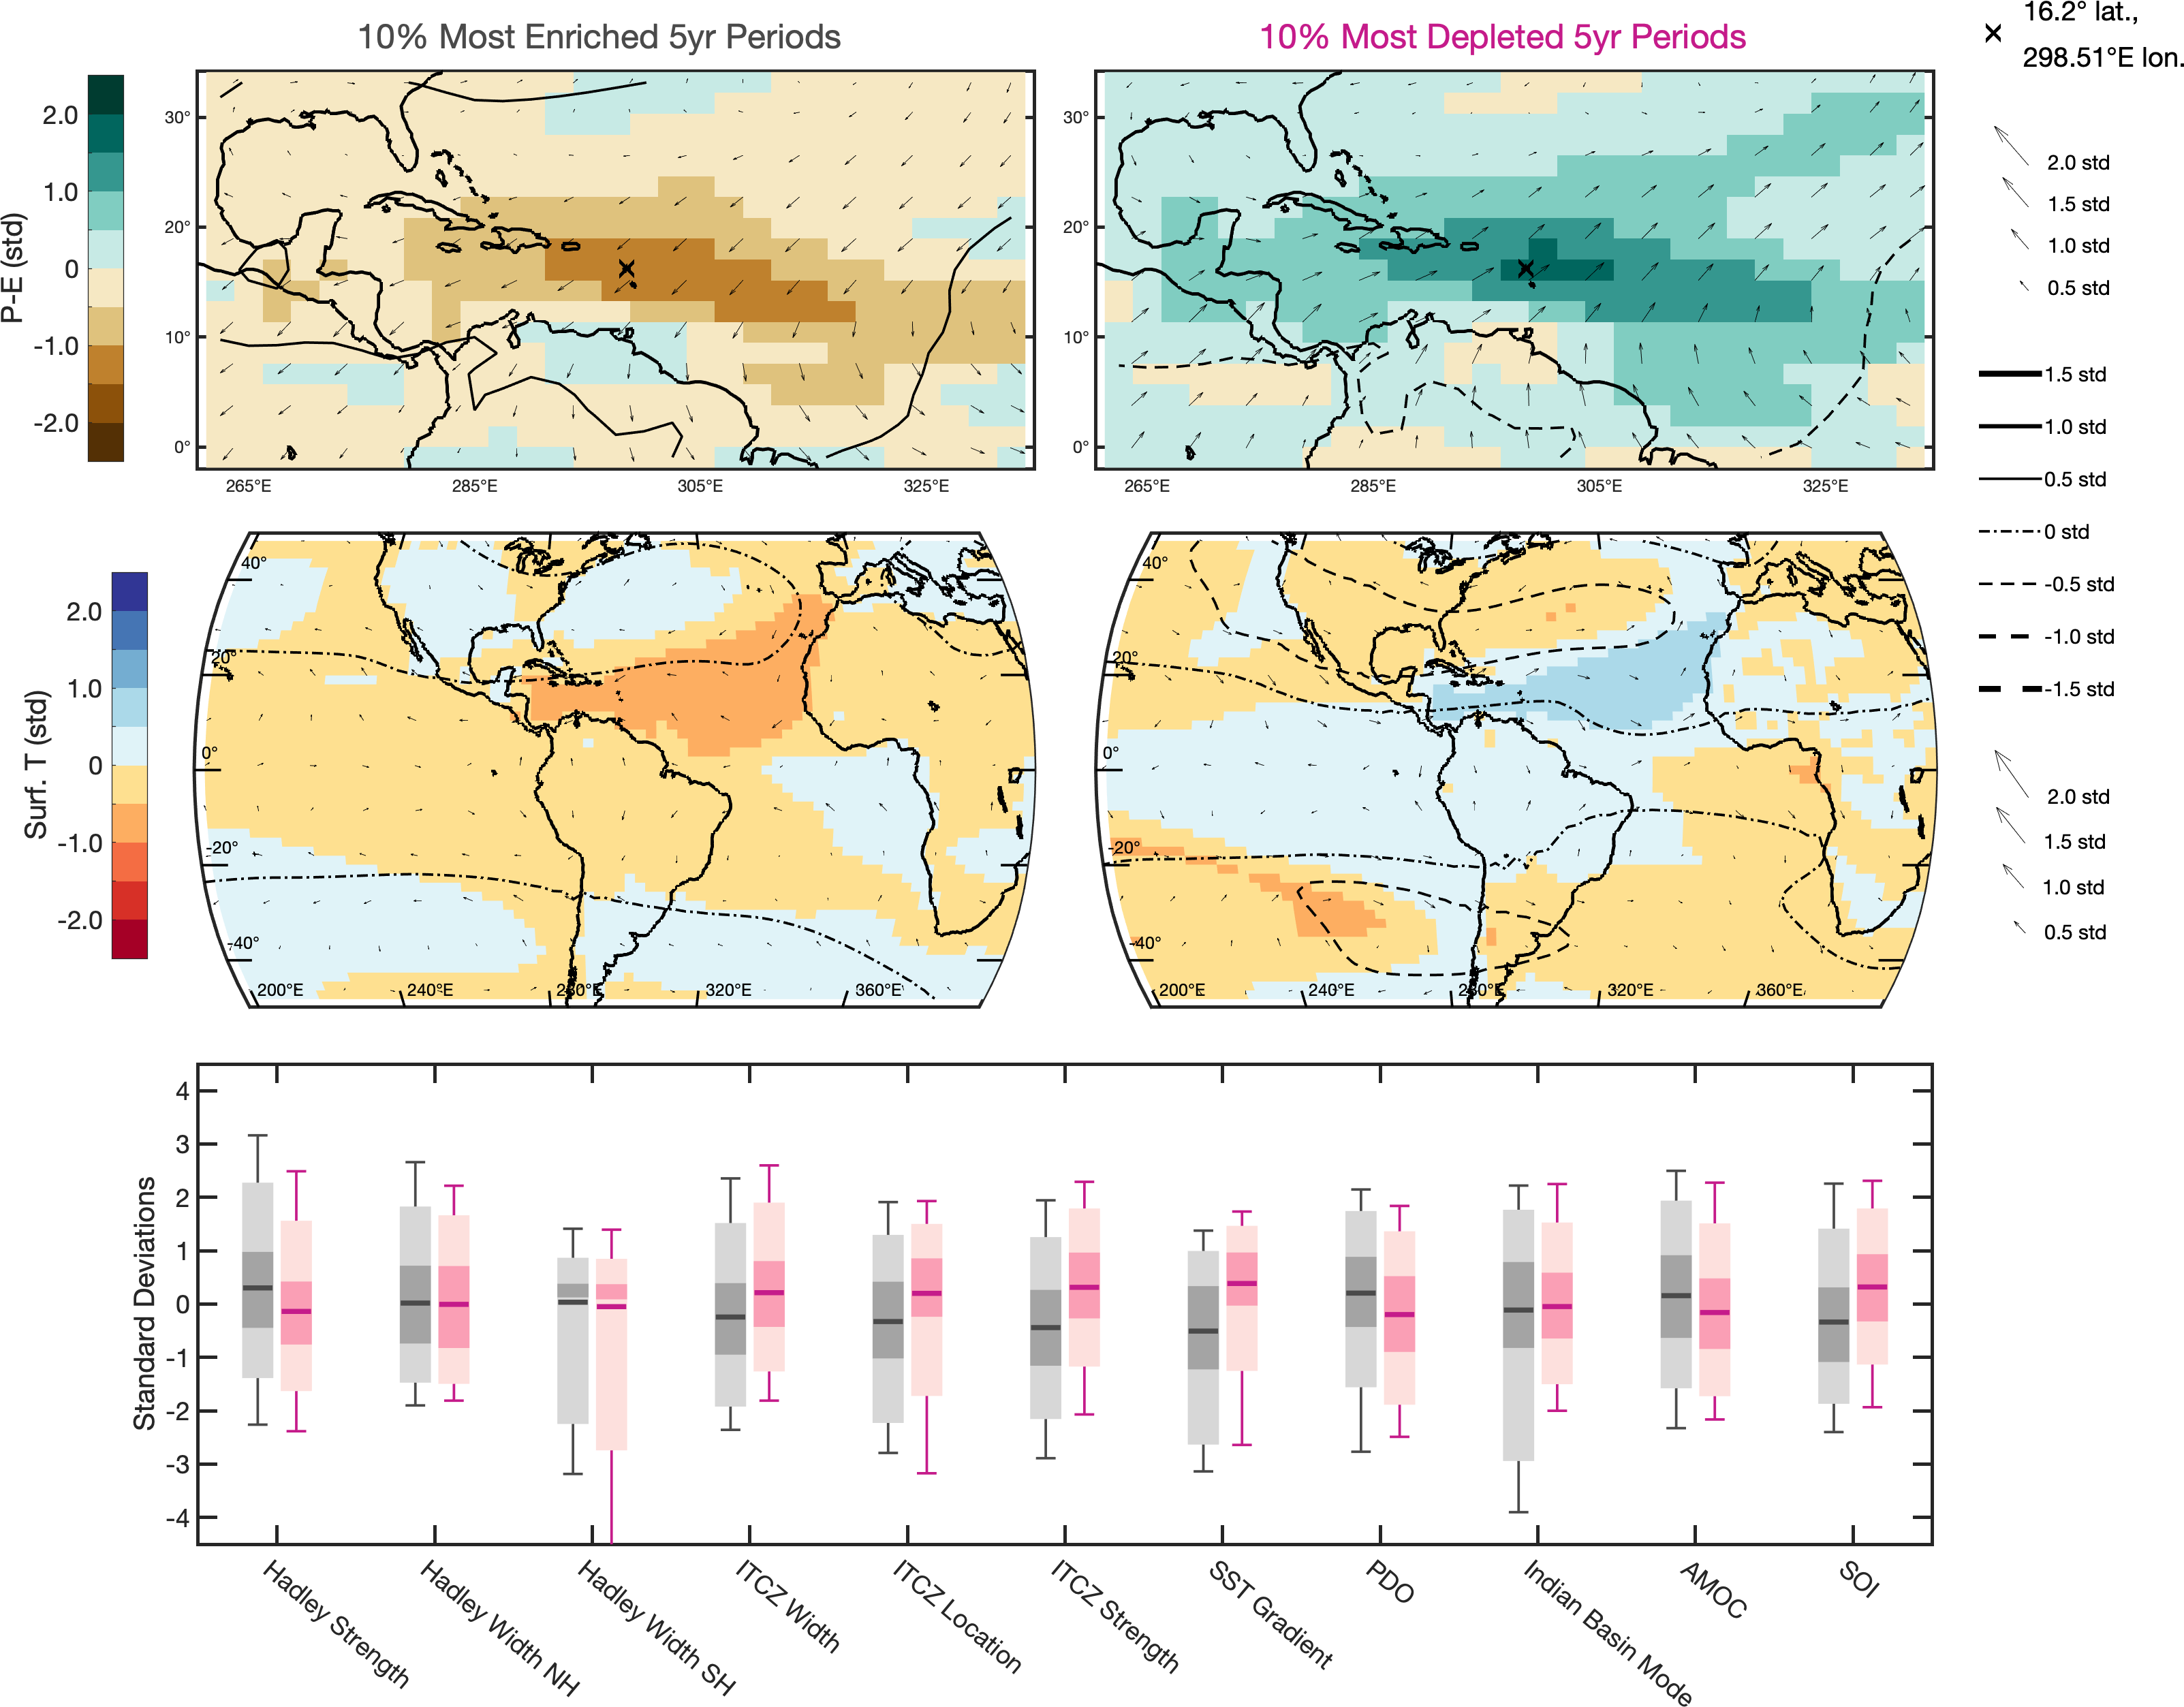 10% Most Enriched 5yr Periods
10% Most Depleted 5yr Periods
16.2° lat.,
298.51°E lon.
P-E (std)
2.0
1.0
0
-1.0
-2.0
30°
20°
10°
0°
265°E
285°E
305°E
325°E
30°
20°
10°
0°
265°E
285°E
305°E
325°E
2.0 std
1.5 std
1.0 std
0.5 std
1.5 std
1.0 std
0.5 std
0 std
-0.5 std
-1.0 std
-1.5 std
Surf. T (std)
2.0
1.0
0
-1.0
-2.0
40°
20°
0°
-20°
-40°
200°E
240°E
280°E
320°E
360°E
40°
20°
0°
-20°
-40°
200°E
240°E
280°E
320°E
360°E
2.0 std
1.5 std
1.0 std
0.5 std
Standard Deviations
4
3
2
1
0
-1
-2
-3
-4
Hadley Strength
Hadley Width NH
Hadley Width SH
ITCZ Width
ITCZ Location
ITCZ Strength
SST Gradient
PDO
Indian Basin Mode
AMOC
SOI